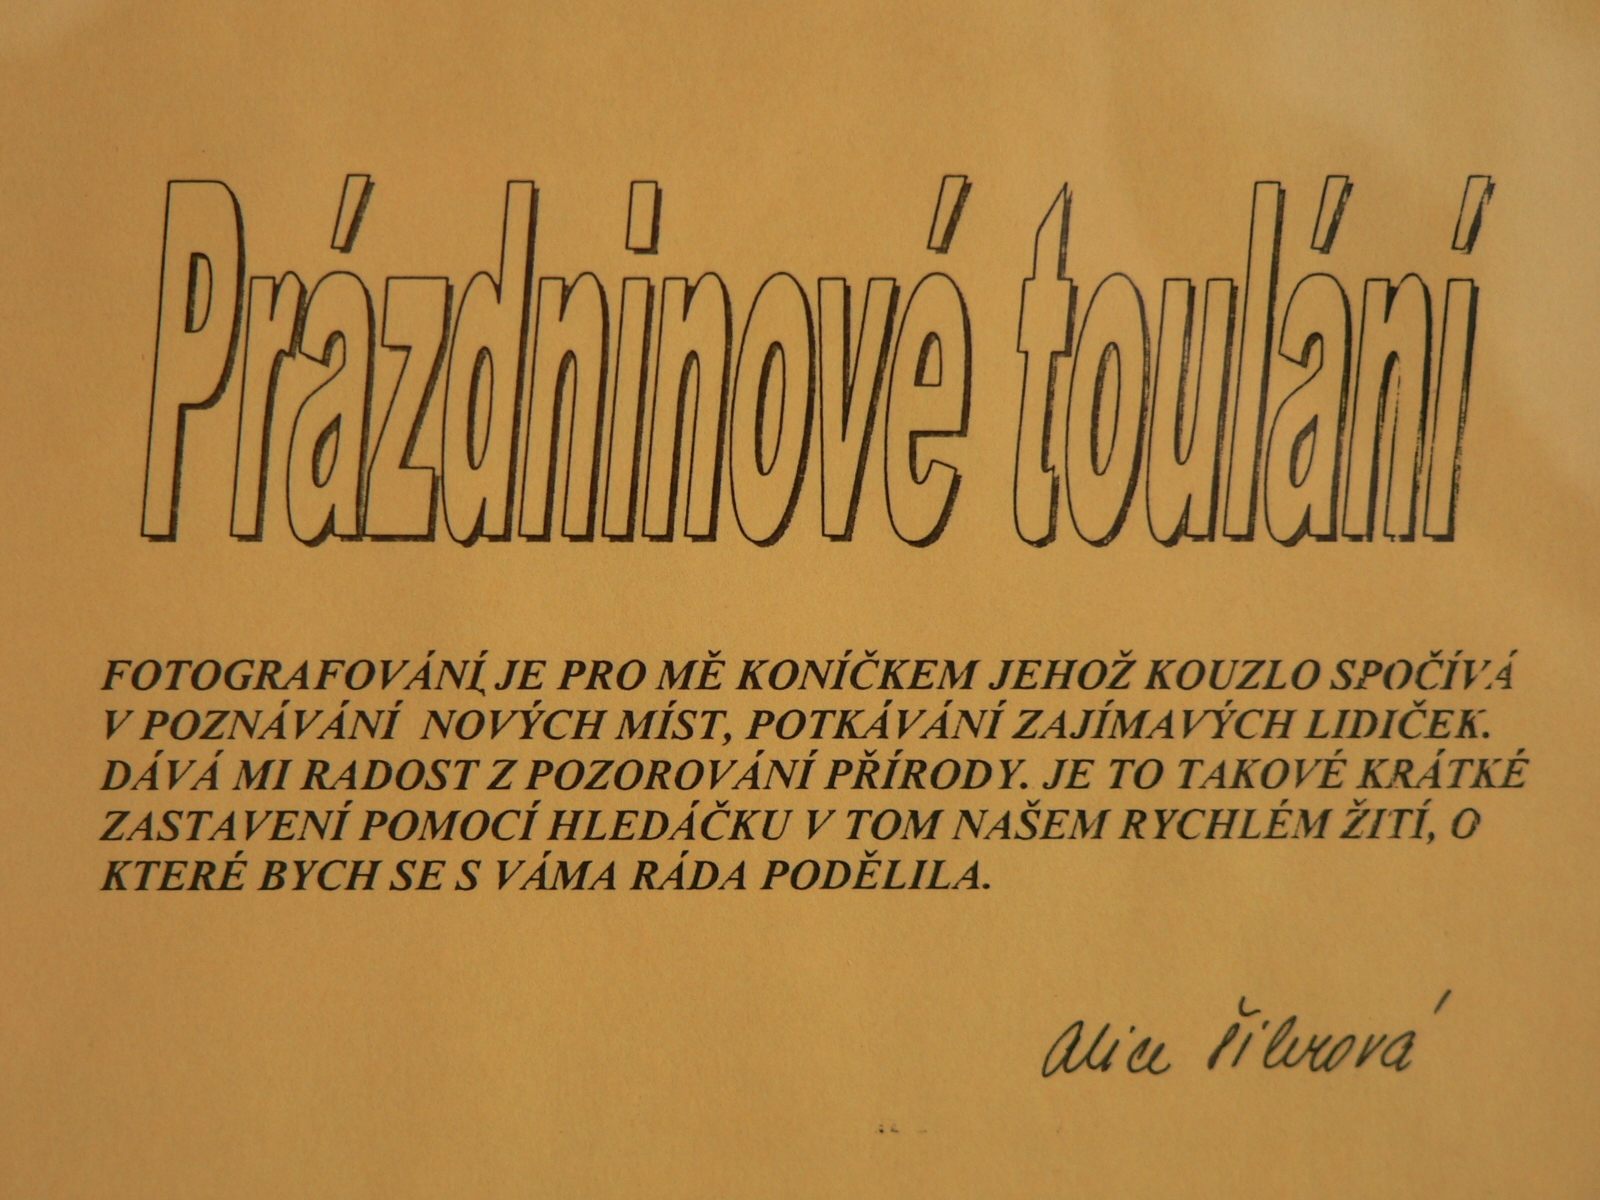 Prázdninové toulání
FOTOGRAFOVÁNÍ JE PRO MĚ KONÍČKEM JEHOŽ KOUZLO SPOČÍVÁ
V POZNÁVÁNÍ NOVÝCH MÍST, POTKÁVÁNÍ ZAJÍMAVÝCH LIDIČEK.
DÁVÁ MI RADOST Z POZOROVÁNÍ PŘÍRODY. JE TO TAKOVÉ KRÁTKÉ
ZASTAVENÍ POMOCÍ HLEDÁČKU V TOM NAŠEM RYCHLÉM ŽITÍ, O
KTERÉ BYCH SE S VÁMA RÁDA PODĚLILA.
Alice